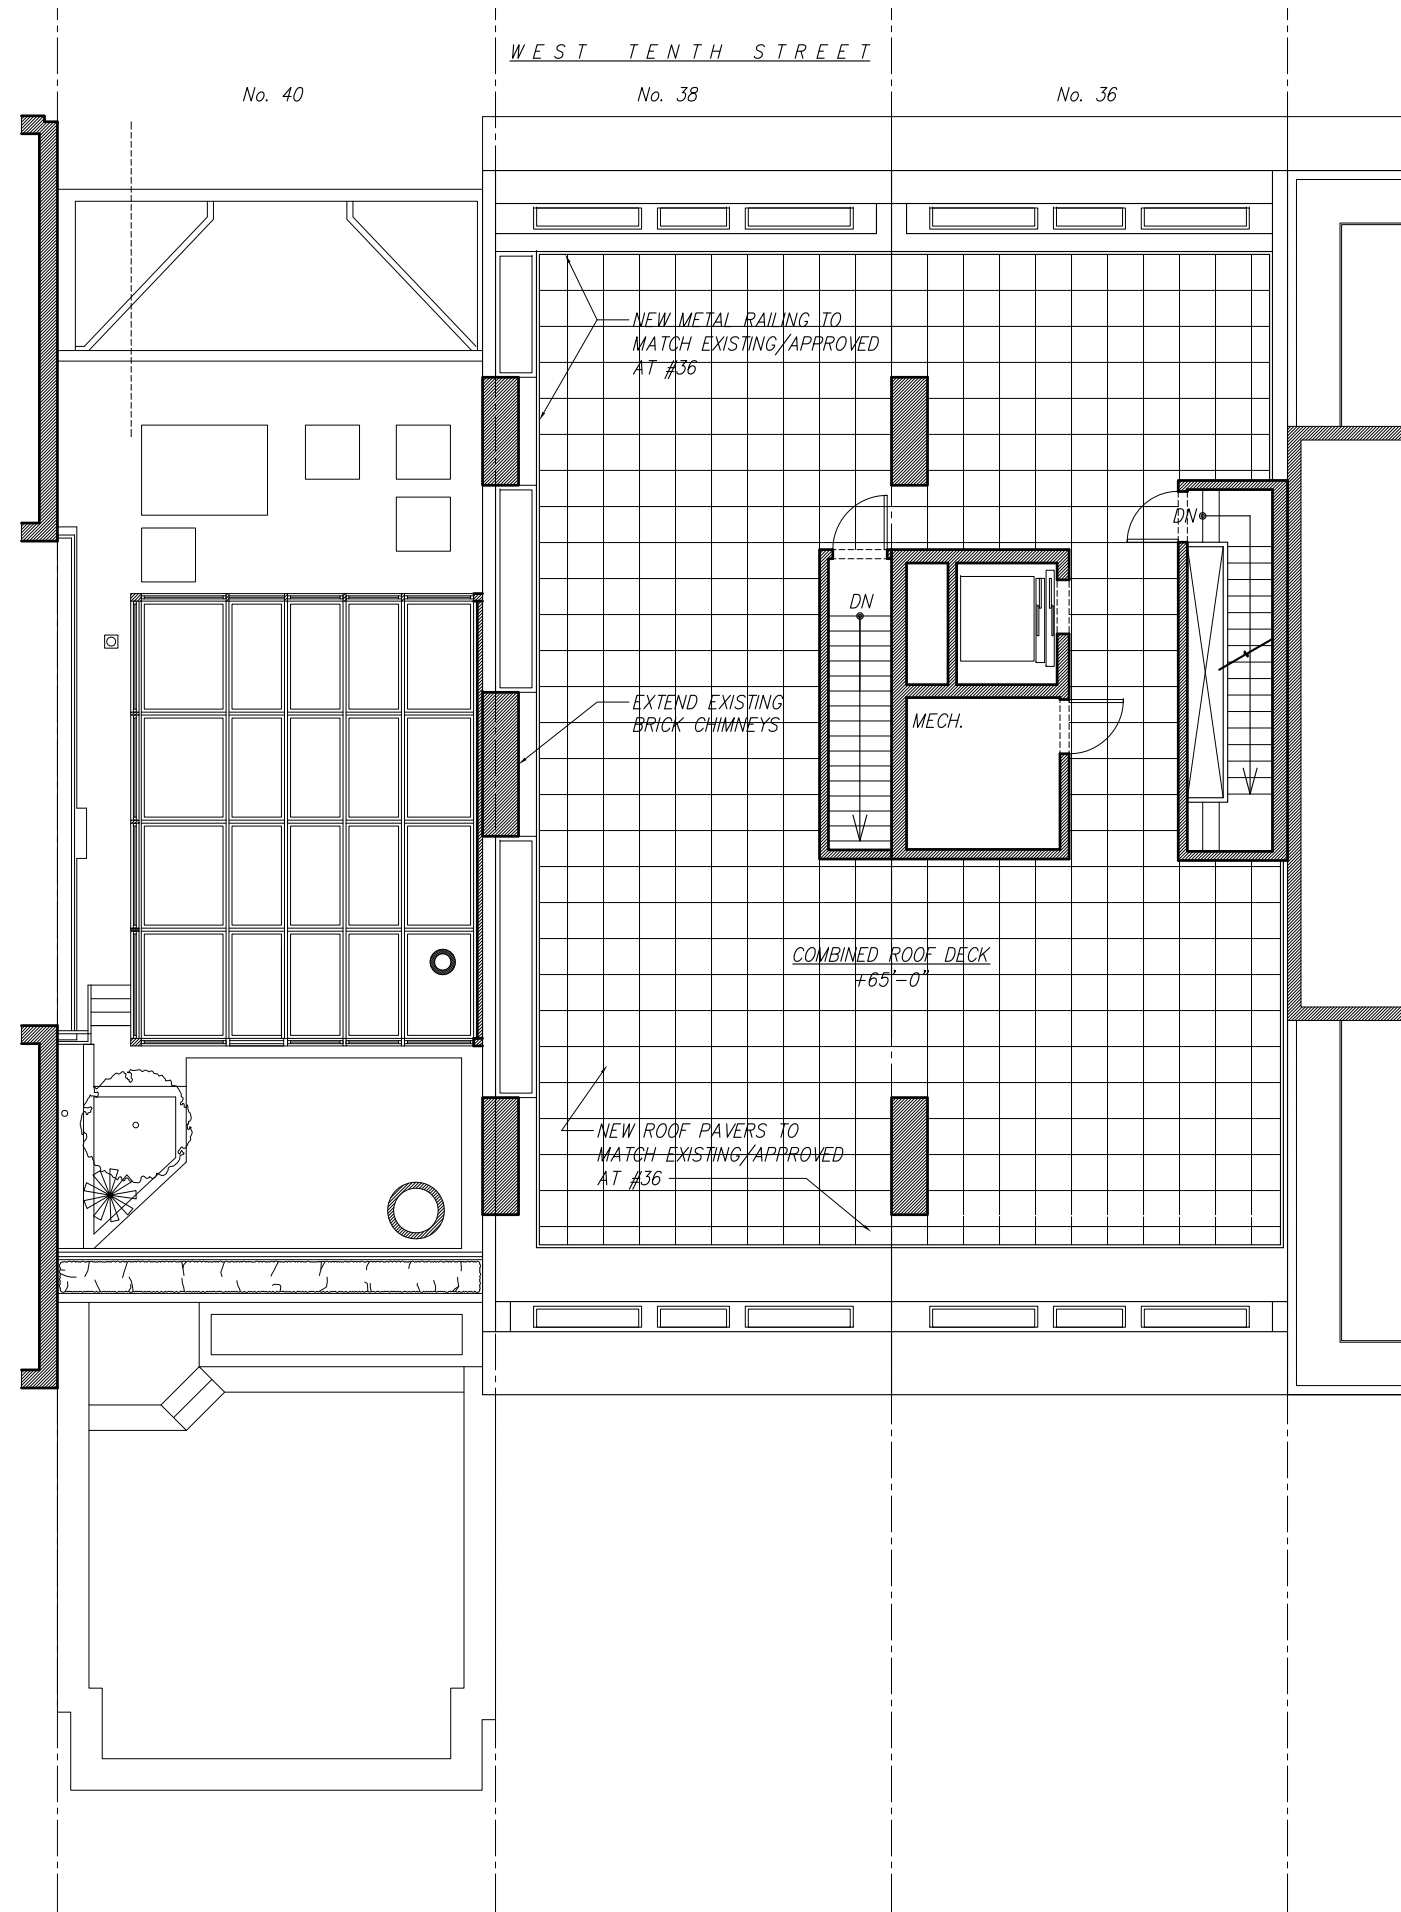 WEST TENTH STREET
No. 40
No. 38
No. 36
NEW METAL RAILING TO
MATCH EXISTING/APPROVED
AT #36
DN
DN
EXTEND EXISTING
BRICK CHIMNEYS
MECH.
COMBINED ROOF DECK
+65'-0"
NEW ROOF PAVERS TO
MATCH EXISTING/APPROVED
AT #36